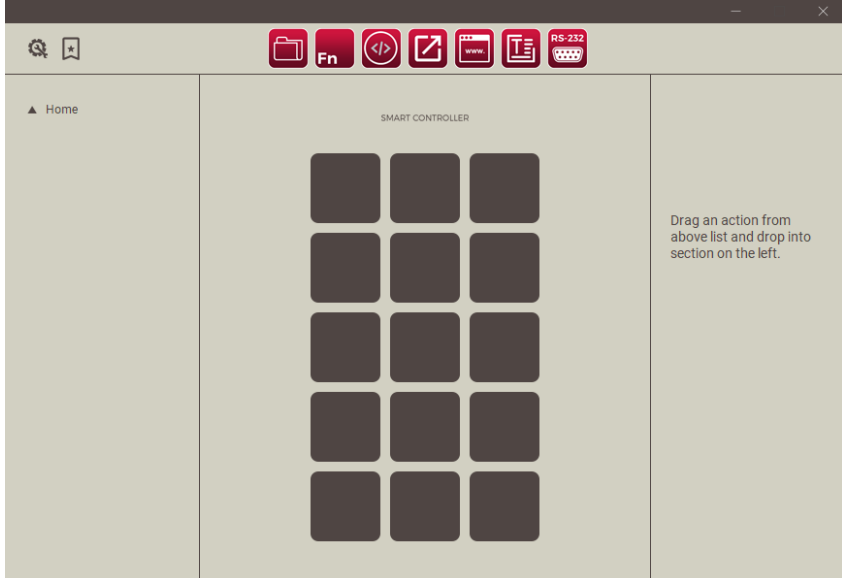 Fn
</>
www.
T
RS-232
Home
SMART CONTROLLER
Drag an action from
above list and drop into
section on the left.